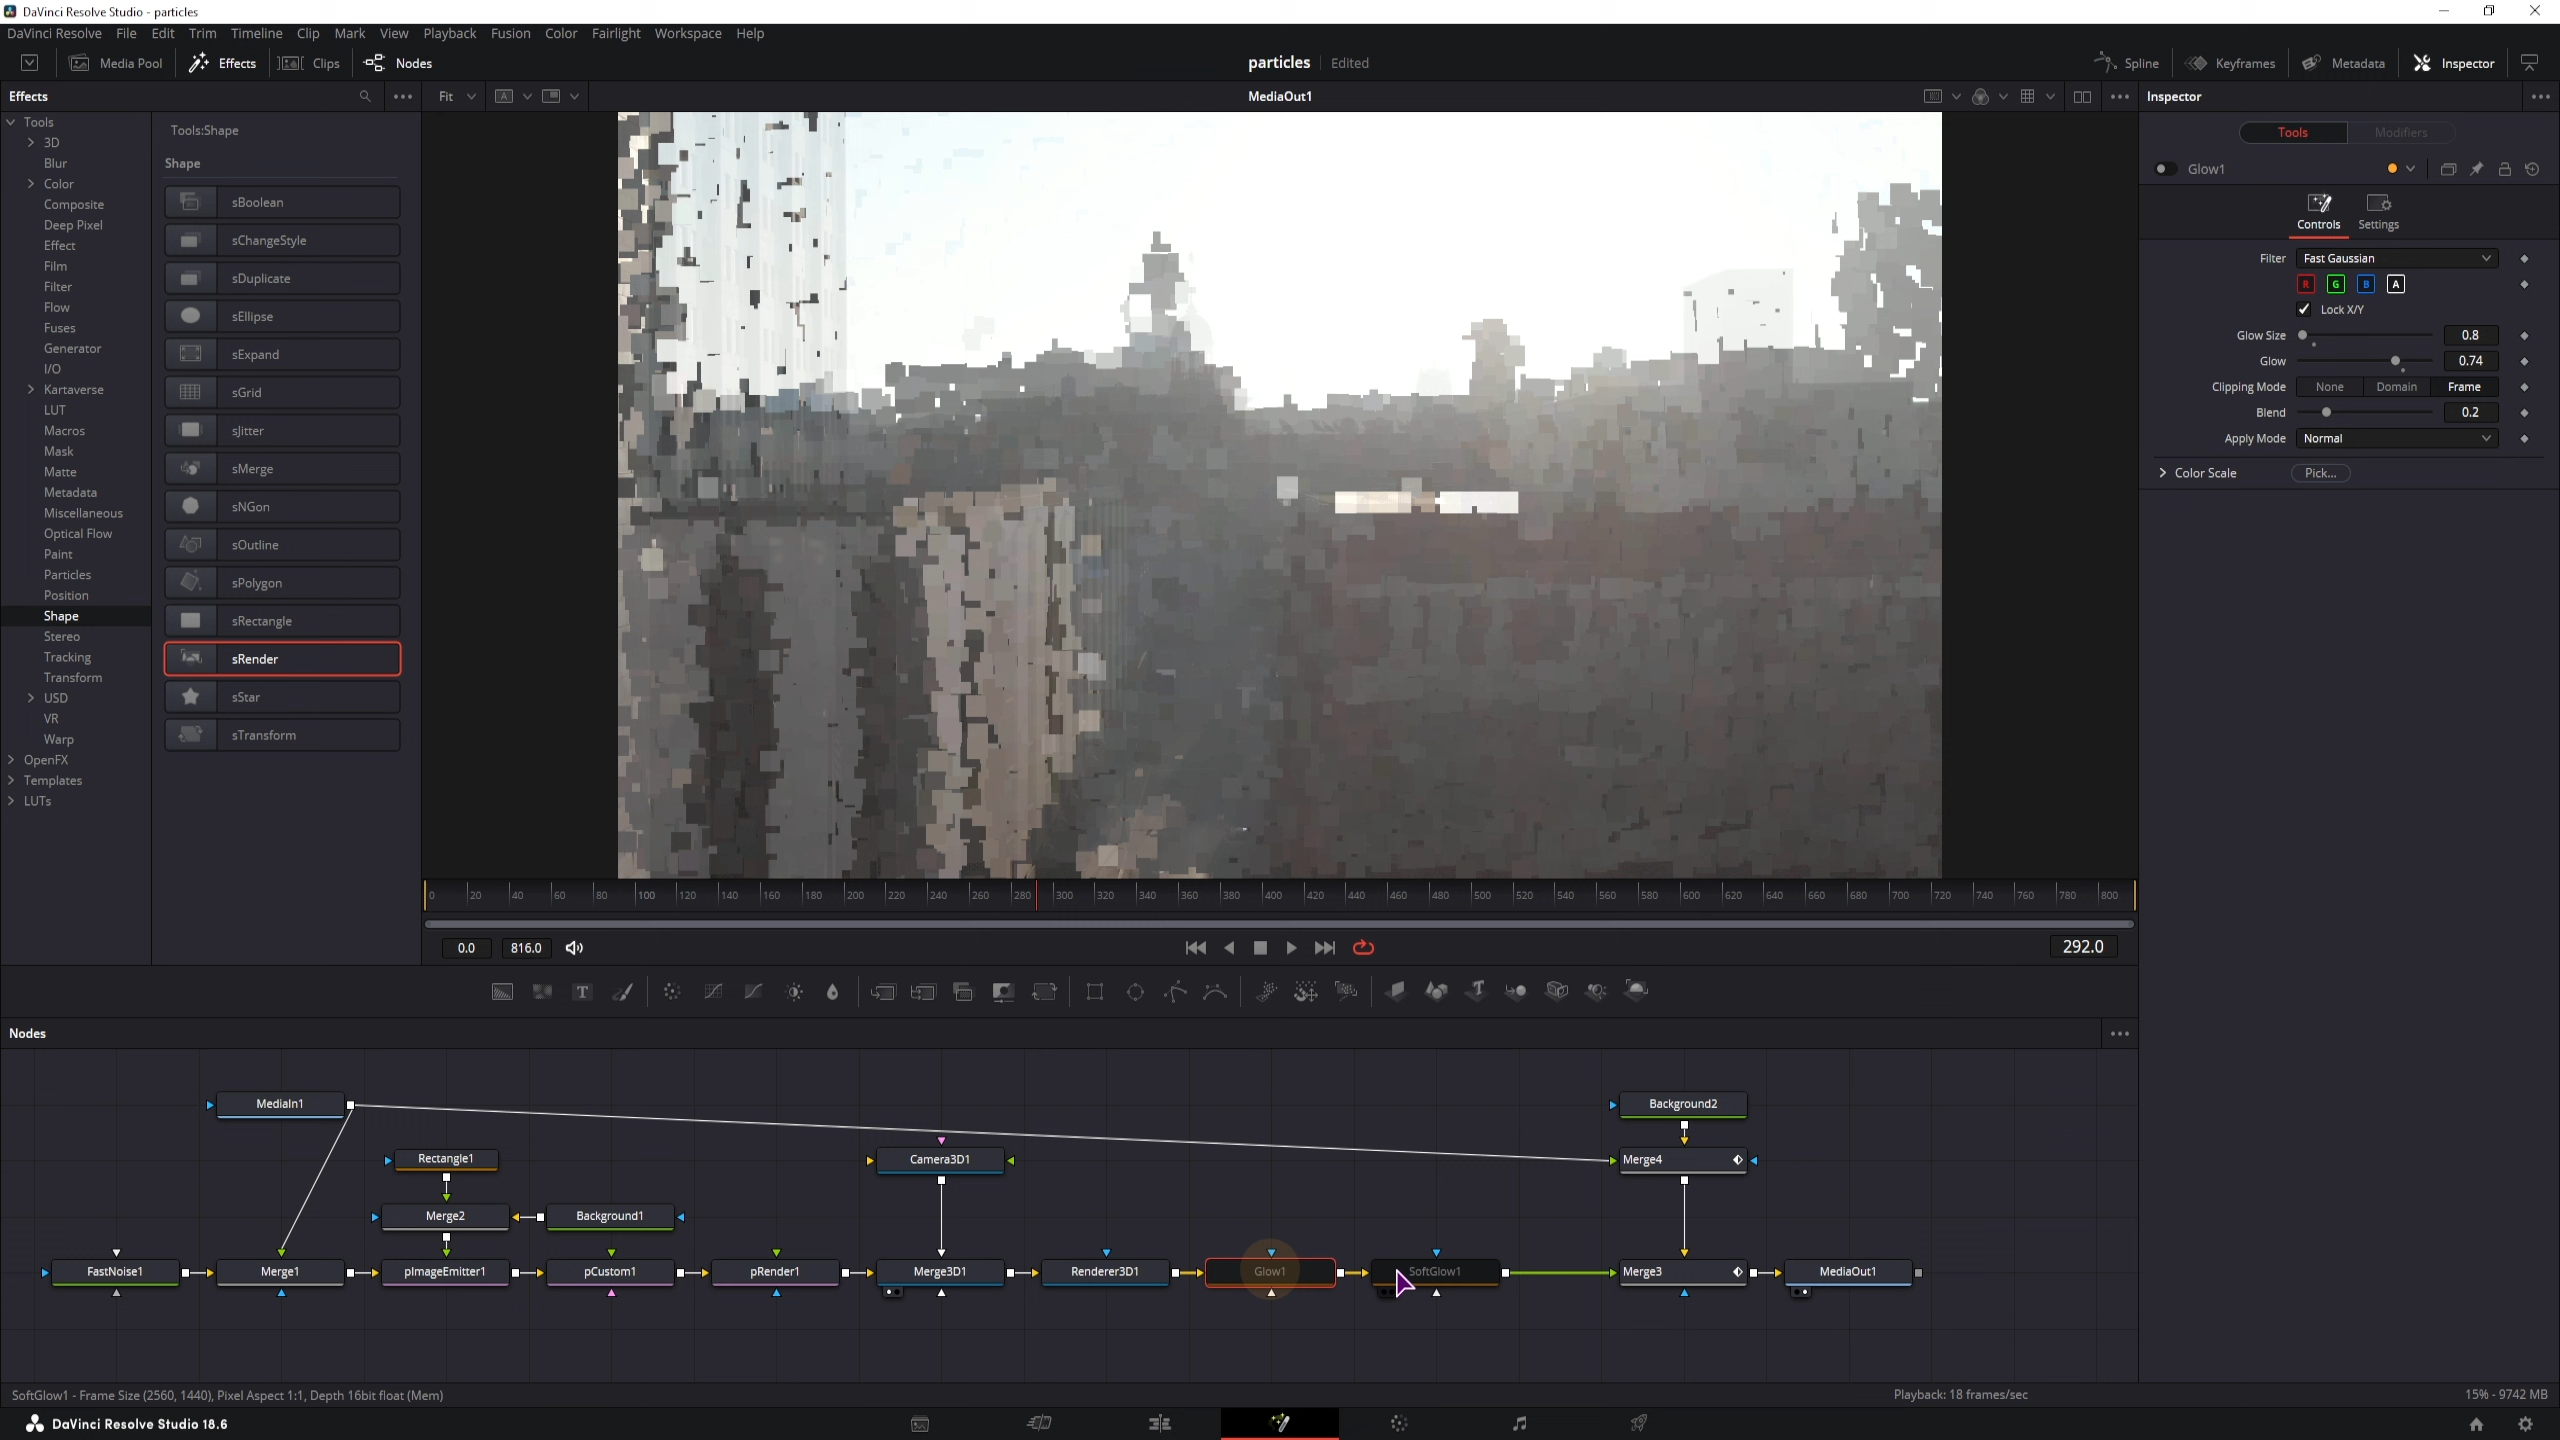 DaVinci Resolve Studio - particles
DaVinci Resolve File Edit Trim Timeline Clip Mark View Playback Fusion Color Fairlight Workspace Help
Media Pool Effects Clips Nodes particles Edited Spline Keyframes Metadata Inspector
Effects Fit A MediaOut1 Inspector
Tools
3D
Blur
Color
Composite
Deep Pixel
Effect
Film
Filter
Flow
Fuses
Generator
I/O
Kartaverse
LUT
Macros
Mask
Matte
Metadata
Miscellaneous
Optical Flow
Paint
Particles
Position
Shape
Stereo
Tracking
Transform
USD
VR
Warp
OpenFX
Templates
LUTs
Tools:Shape
Shape
sBoolean
sChangeStyle
sDuplicate
sEllipse
sExpand
sGrid
sJitter
sMerge
sNGon
sOutline
sPolygon
sRectangle
sRender
sStar
sTransform
Tools Modifiers
Glow1
Controls Settings
Filter Fast Gaussian
R G B A
Lock X/Y
Glow Size 0.8
Glow 0.74
Clipping Mode None Domain Frame
Blend 0.2
Apply Mode Normal
Color Scale Pick...
0 20 40 60 80 100 120 140 160 180 200 220 240 260 280 300 320 340 360 380 400 420 440 460 480 500 520 540 560 580 600 620 640 660 680 700 720 740 760 780 800
0.0 816.0 292.0
T T
Nodes
MediaIn1 Background2
Rectangle1 Camera3D1 Merge4
Merge2 Background1
FastNoise1 Merge1 pImageEmitter1 pCustom1 pRender1 Merge3D1 Renderer3D1 Glow1 SoftGlow1 Merge3 MediaOut1
SoftGlow1 - Frame Size (2560, 1440), Pixel Aspect 1:1, Depth 16bit float (Mem) Playback: 18 frames/sec 15% - 9742 MB
DaVinci Resolve Studio 18.6